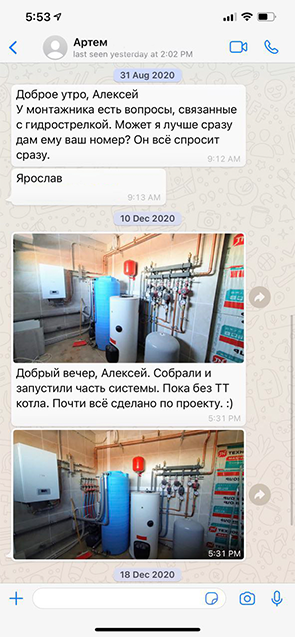 5:53
Артем
last seen yesterday at 2:02 PM
31 Aug 2020
Доброе утро, Алексей
У монтажника есть вопросы, связанные
с гидрострелкой. Может я лучше сразу
дам ему ваш номер? Он всё спросит
сразу.
9:12 AM
Ярослав
9:13 AM
10 Dec 2020
Добрый вечер, Алексей. Собрали и
запустили часть системы. Пока без ТТ
котла. Почти всё сделано по проекту. :)
5:31 PM
5:31 PM
18 Dec 2020